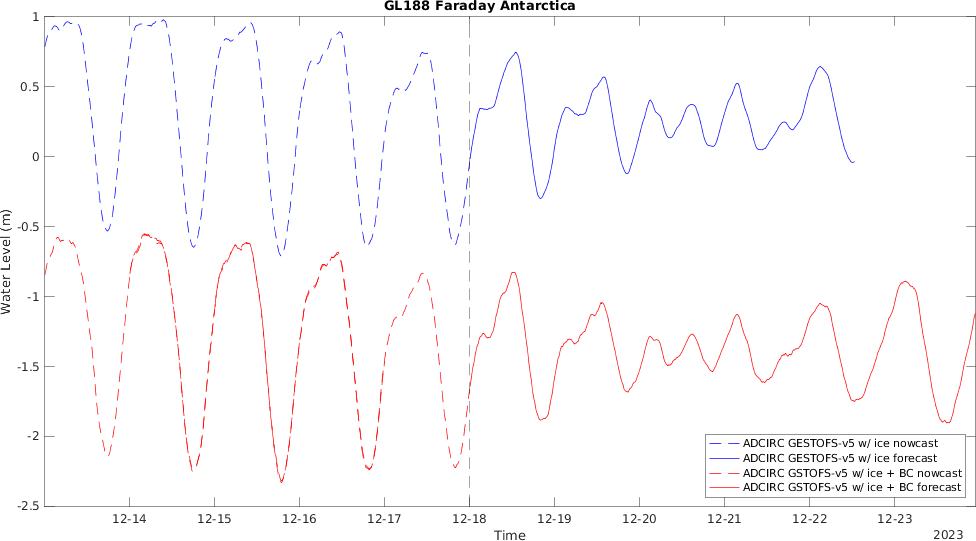 GL188 Faraday Antarctica
1
0.5
0
-0.5
-1
-1.5
-2
-2.5
Water Level (m)
12-14 12-15 12-16 12-17 12-18 12-19 12-20 12-21 12-22 12-23
Time
2023
ADCIRC GESTOFS-v5 w/ ice nowcast
ADCIRC GESTOFS-v5 w/ ice forecast
ADCIRC GSTOFS-v5 w/ ice + BC nowcast
ADCIRC GSTOFS-v5 w/ ice + BC forecast